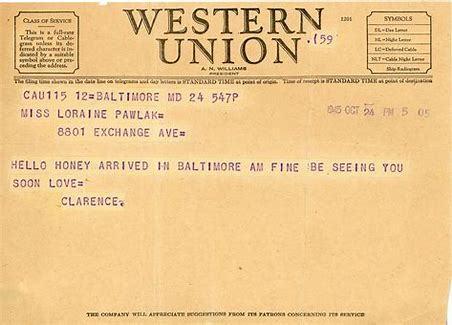 CLASS OF SERVICE
This is a full-rate Telegram or Cablegram unless its deferred character is indicated by a suitable symbol above or preceding the address.
WESTERN UNION
1201
(59
A. N. WILLIAMS
PRESIDENT
SYMBOLS
DL=Day Letter
NL=Night Letter
LC=Deferred Cable
NLT=Cable Night Letter
Ship Radiogram
The filing time shown in the date line on telegrams and day letters is STANDARD TIME at point of origin. Time of receipt is STANDARD TIME at point of destination
CAU115 12=BALTIMORE MD 24 547P
MISS LORAINE PAWLAK=
8801 EXCHANGE AVE=
1945 OCT 24 PM 5 05
HELLO HONEY ARRIVED IN BALTIMORE AM FINE BE SEEING YOU
SOON LOVE=
CLARENCE.
THE COMPANY WILL APPRECIATE SUGGESTIONS FROM ITS PATRONS CONCERNING ITS SERVICE